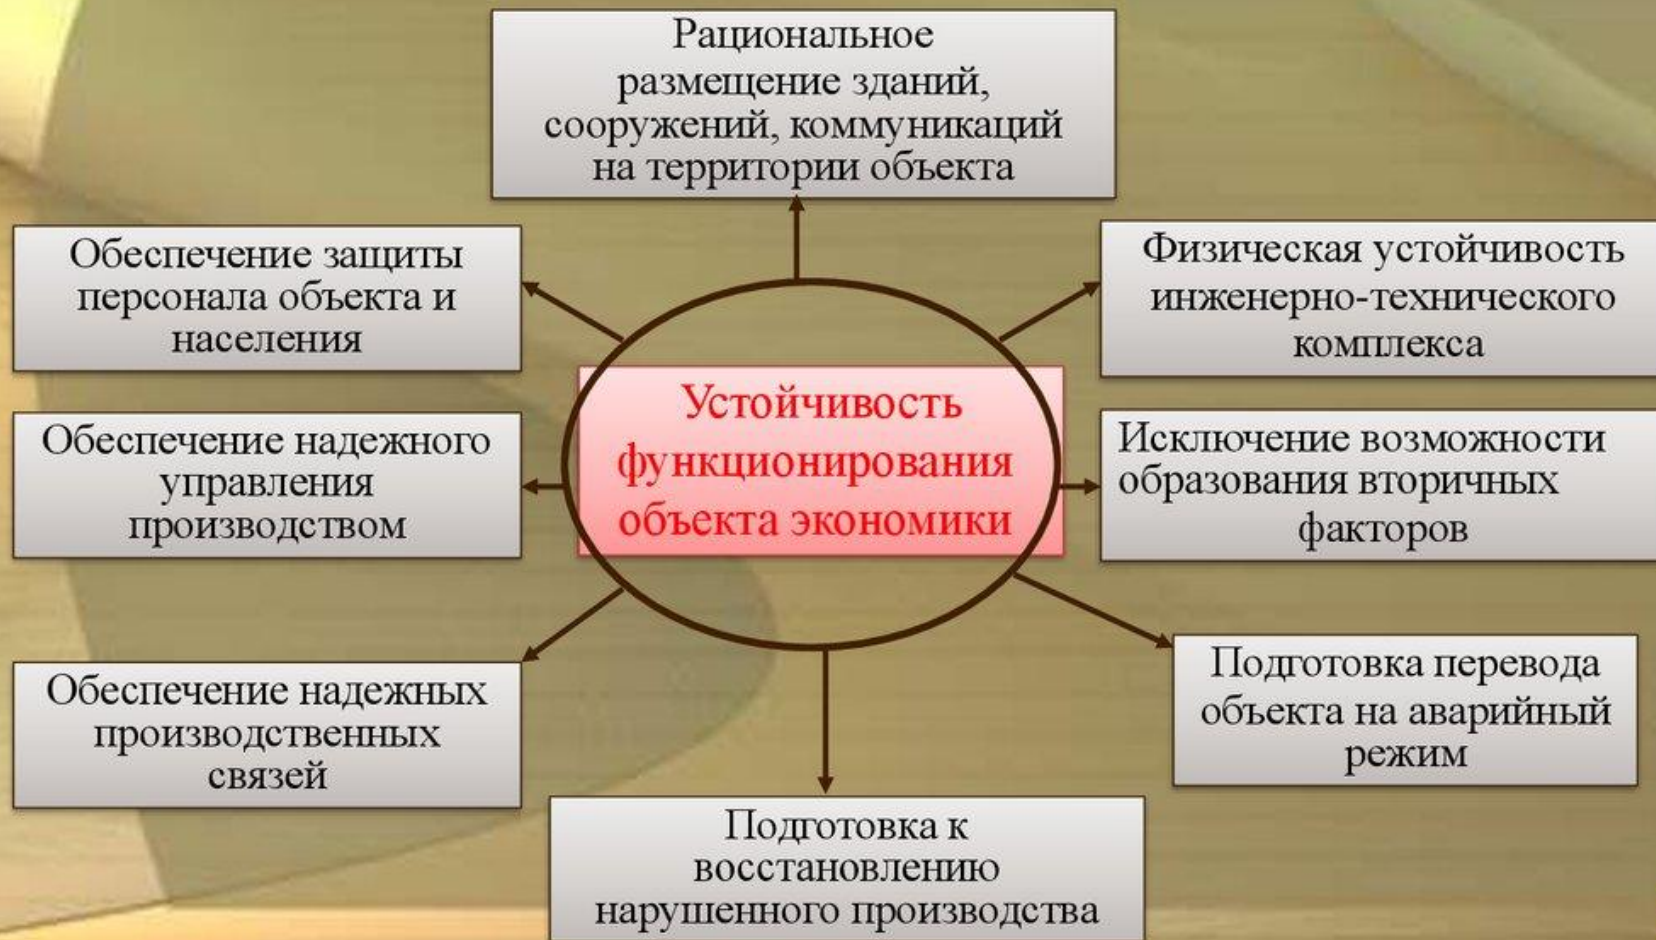 Рациональное
размещение зданий,
сооружений, коммуникаций
на территории объекта
Обеспечение защиты
персонала объекта и
населения
Физическая устойчивость
инженерно-технического
комплекса
Устойчивость
функционирования
объекта экономики
Обеспечение надежного
управления
производством
Исключение возможности
образования вторичных
факторов
Обеспечение надежных
производственных
связей
Подготовка перевода
объекта на аварийный
режим
Подготовка к
восстановлению
нарушенного производства